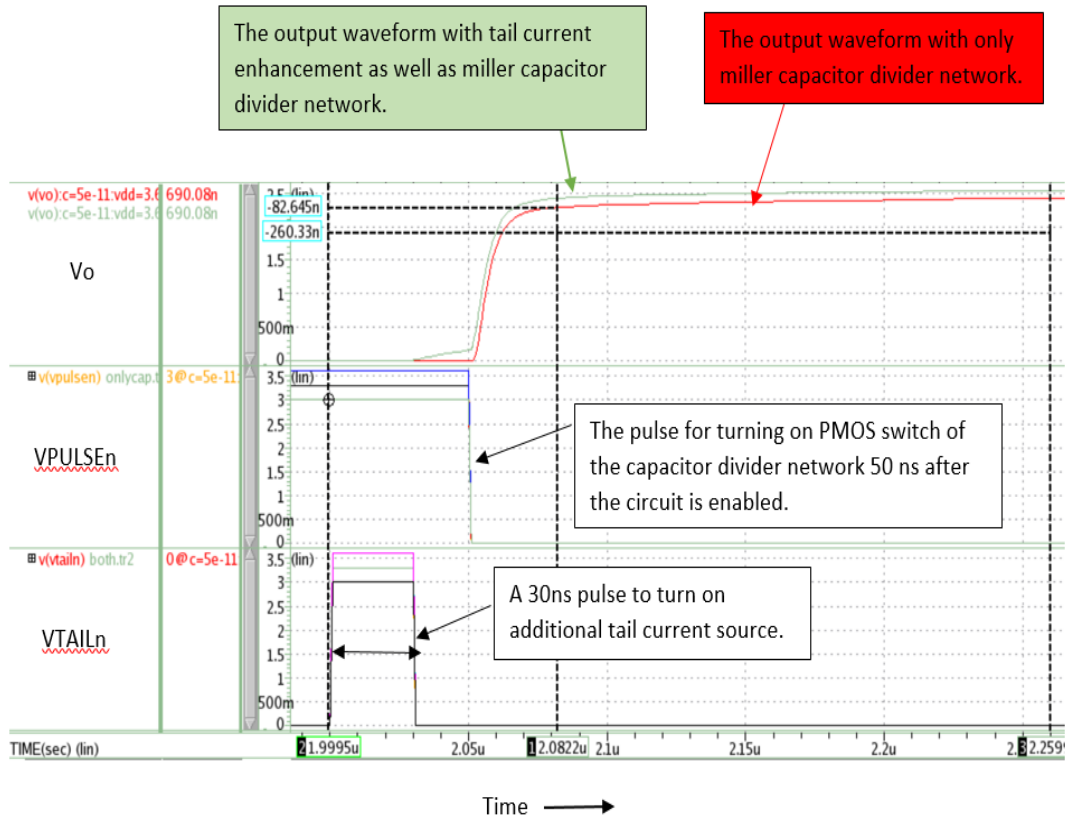 The output waveform with tail current
enhancement as well as miller capacitor
divider network.
The output waveform with only
miller capacitor divider network.
v(vo):c=5e-11:vdd=3.6 690.08n
v(vo):c=5e-11:vdd=3.6 690.08n
Vo
(lin)
-82.645n
-260.33n
1.5
1
500m
0
v(vpulsen) onlycap.t 3@c=5e-11:
VPULSEn
3.5 (lin)
3
2.5
2
1.5
1
500m
0
The pulse for turning on PMOS switch of
the capacitor divider network 50 ns after
the circuit is enabled.
v(vtailn) both.tr2 0@c=5e-11
VTAILn
3.5 (lin)
3
2.5
2
1.5
1
500m
0
A 30ns pulse to turn on
additional tail current source.
TIME(sec) (lin)
2 1.9995u 2.05u 1 2.0822u 2.1u 2.15u 2.2u 2. 3 2.2599
Time